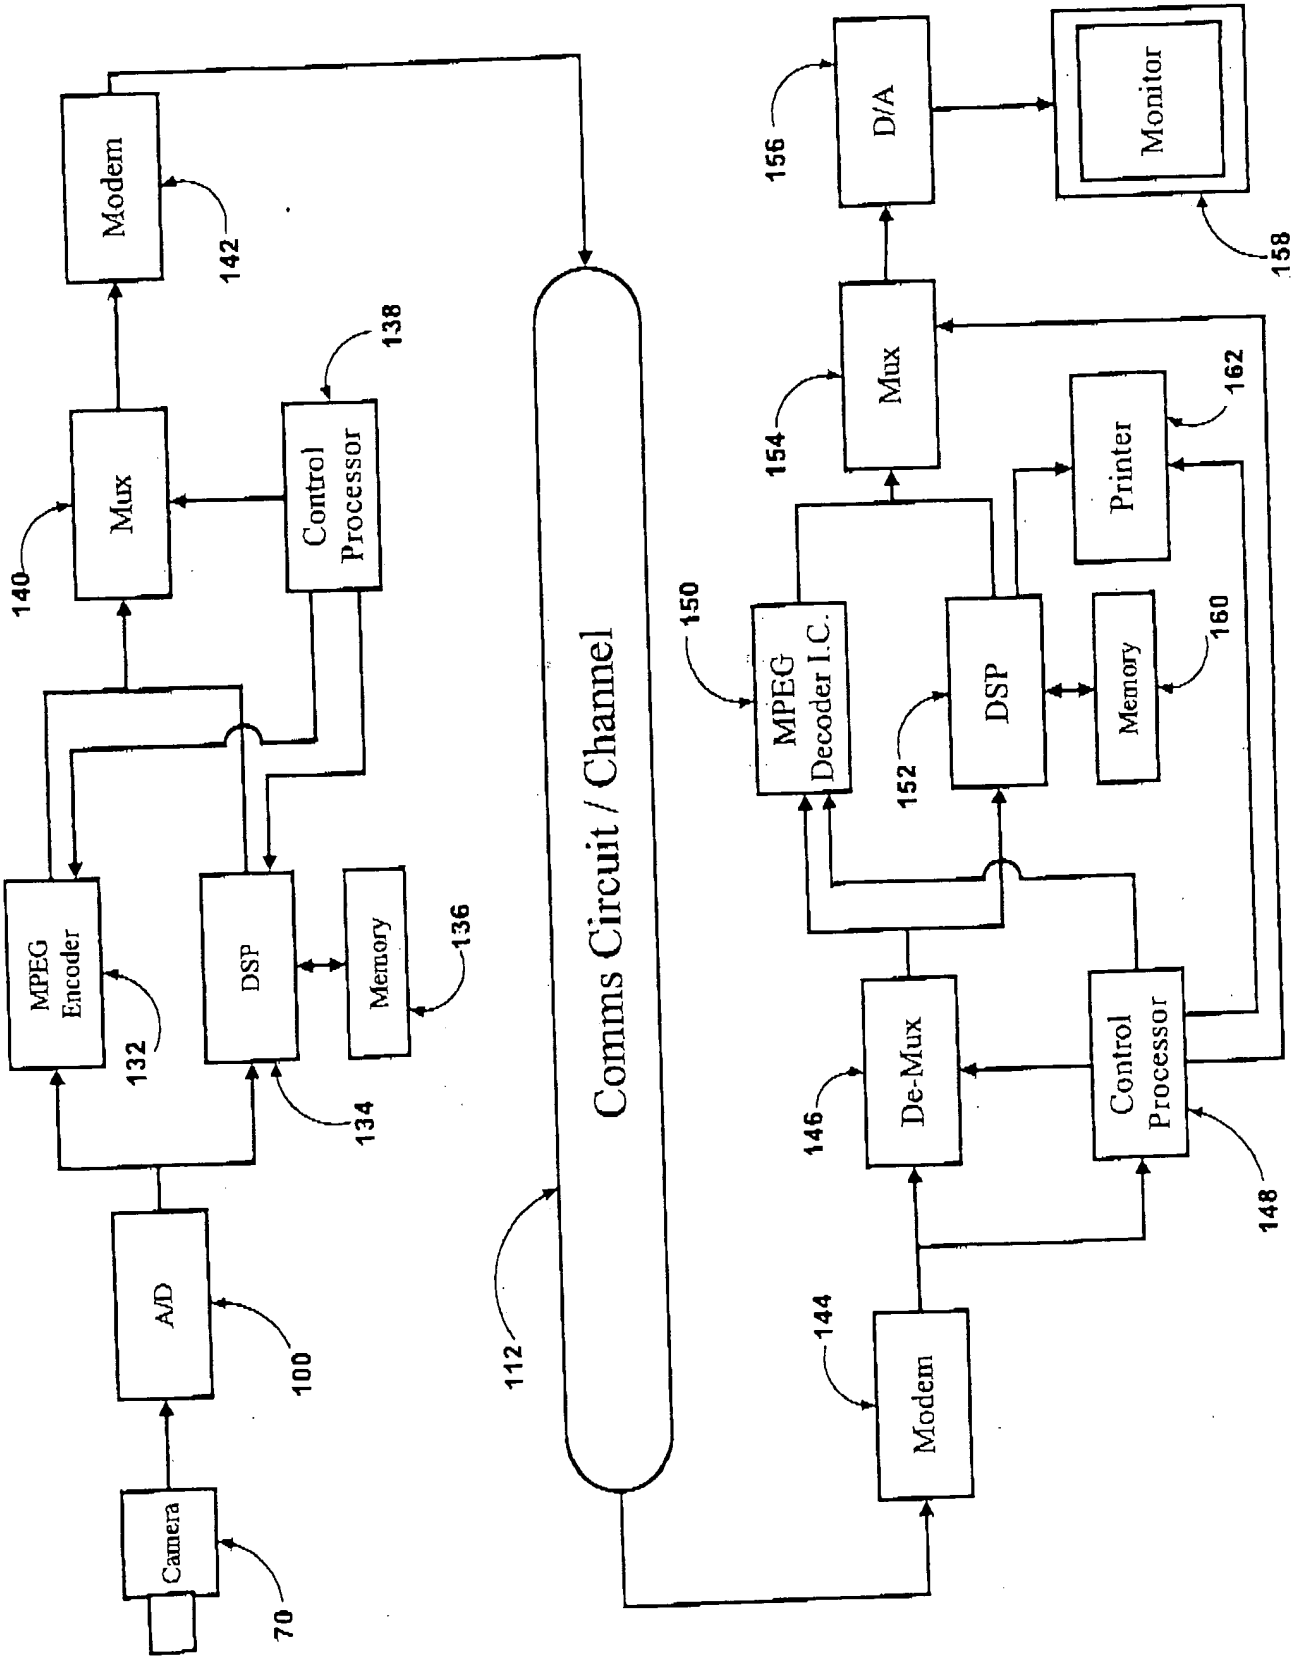 Camera
70
A/D
100
MPEG
Encoder
132
DSP
134
Memory
136
Control
Processor
138
Mux
140
Modem
142
Comms Circuit / Channel
112
Modem
144
De-Mux
146
Control
Processor
148
MPEG
Decoder I.C.
150
DSP
152
Memory
160
Mux
154
Printer
162
D/A
156
Monitor
158